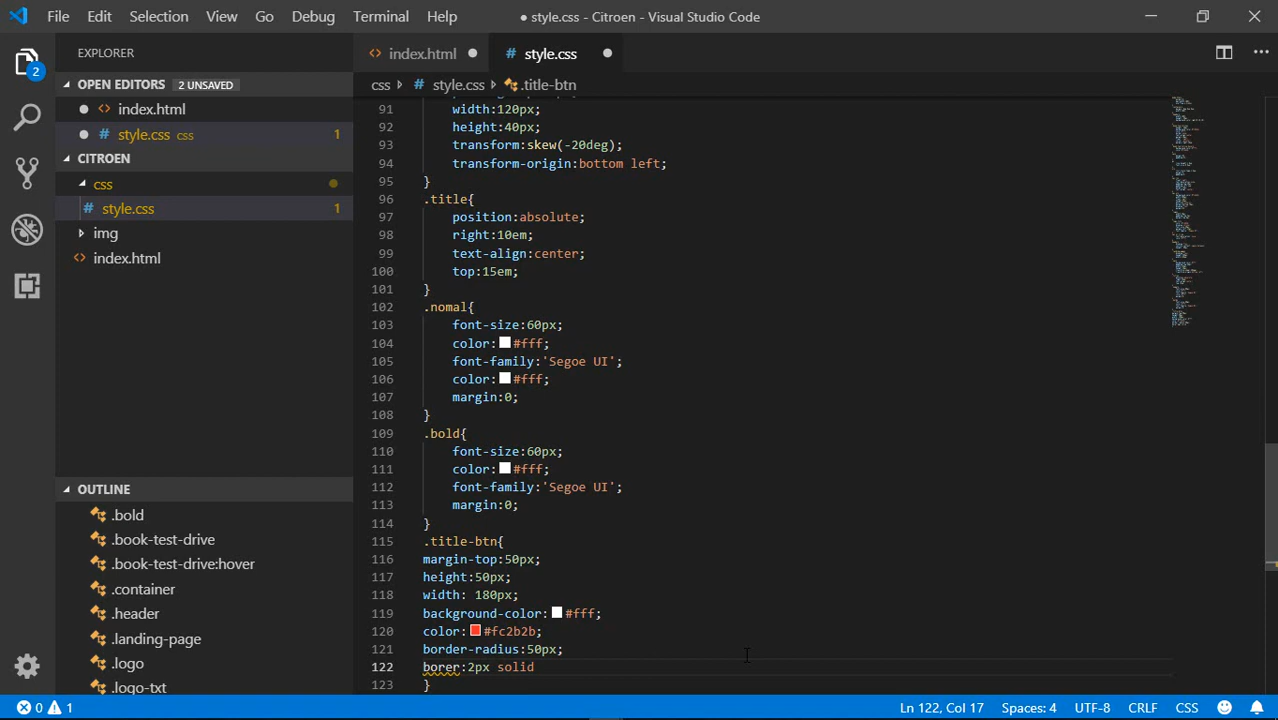 File Edit Selection View Go Debug Terminal Help ● style.css - Citroen - Visual Studio Code
EXPLORER
OPEN EDITORS 2 UNSAVED
index.html
style.css css 1
CITROEN
css
style.css 1
img
index.html
OUTLINE
.bold
.book-test-drive
.book-test-drive:hover
.container
.header
.landing-page
.logo
.logo-txt
2
index.html ● style.css ●
css > style.css > .title-btn
91 width:120px;
92 height:40px;
93 transform:skew(-20deg);
94 transform-origin:bottom left;
95 }
96 .title{
97 position:absolute;
98 right:10em;
99 text-align:center;
100 top:15em;
101 }
102 .nomal{
103 font-size:60px;
104 color:#fff;
105 font-family:'Segoe UI';
106 color:#fff;
107 margin:0;
108 }
109 .bold{
110 font-size:60px;
111 color:#fff;
112 font-family:'Segoe UI';
113 margin:0;
114 }
115 .title-btn{
116 margin-top:50px;
117 height:50px;
118 width: 180px;
119 background-color:#fff;
120 color:#fc2b2b;
121 border-radius:50px;
122 borer:2px solid
123 }
0 1 Ln 122, Col 17 Spaces: 4 UTF-8 CRLF CSS